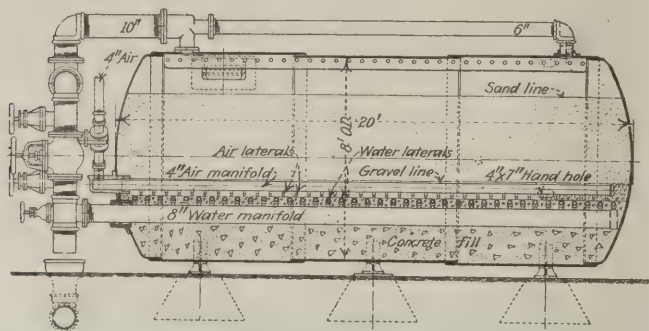 10"
6"
4" Air
Sand line
8' O.D.
20'
Air laterals
Water laterals
4" Air manifold
Gravel line
4"x7" Hand hole
8" Water manifold
Concrete fill